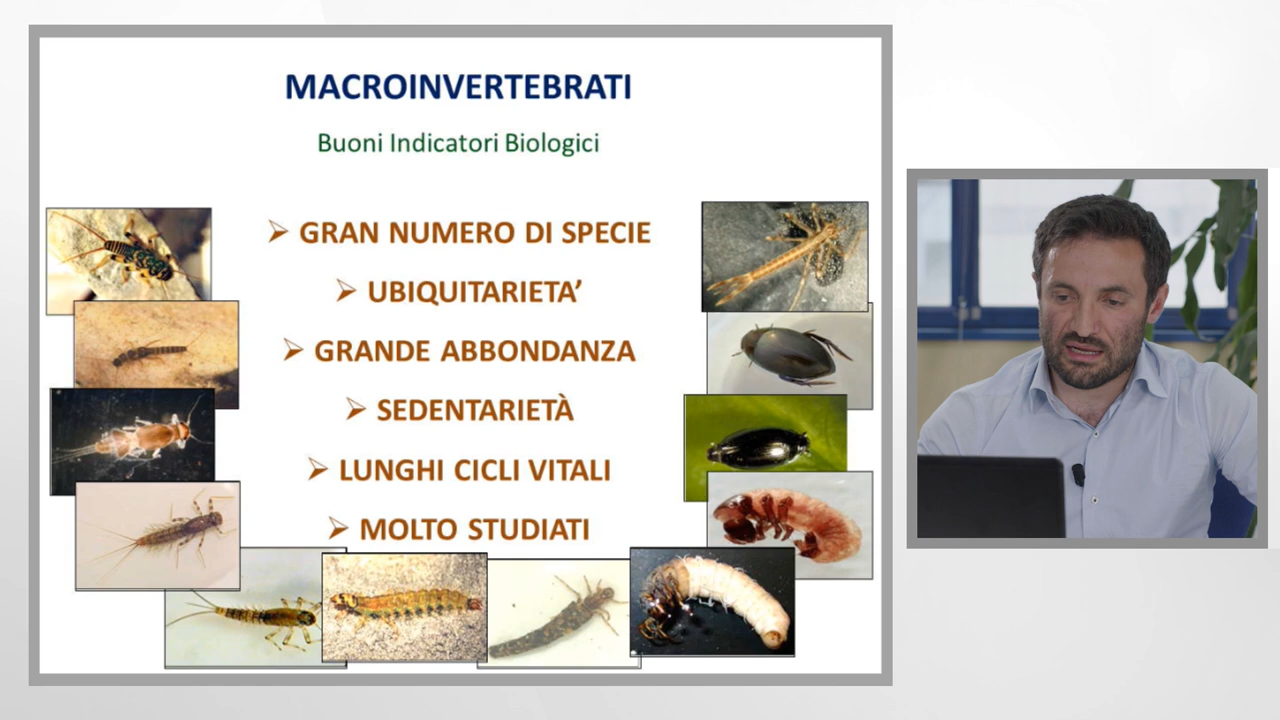 MACROINVERTEBRATI
Buoni Indicatori Biologici
➢ GRAN NUMERO DI SPECIE
➢ UBIQUITARIETA’
➢ GRANDE ABBONDANZA
➢ SEDENTARIETÀ
➢ LUNGHI CICLI VITALI
➢ MOLTO STUDIATI